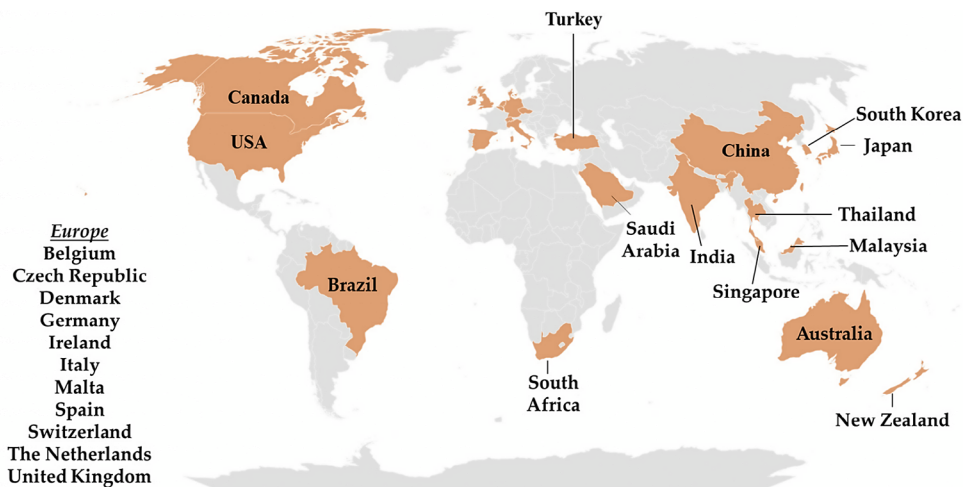 Turkey
Canada
USA
China
South Korea
Japan
Thailand
Malaysia
Saudi
Arabia
India
Singapore
Brazil
Australia
South
Africa
New Zealand
Europe
Belgium
Czech Republic
Denmark
Germany
Ireland
Italy
Malta
Spain
Switzerland
The Netherlands
United Kingdom